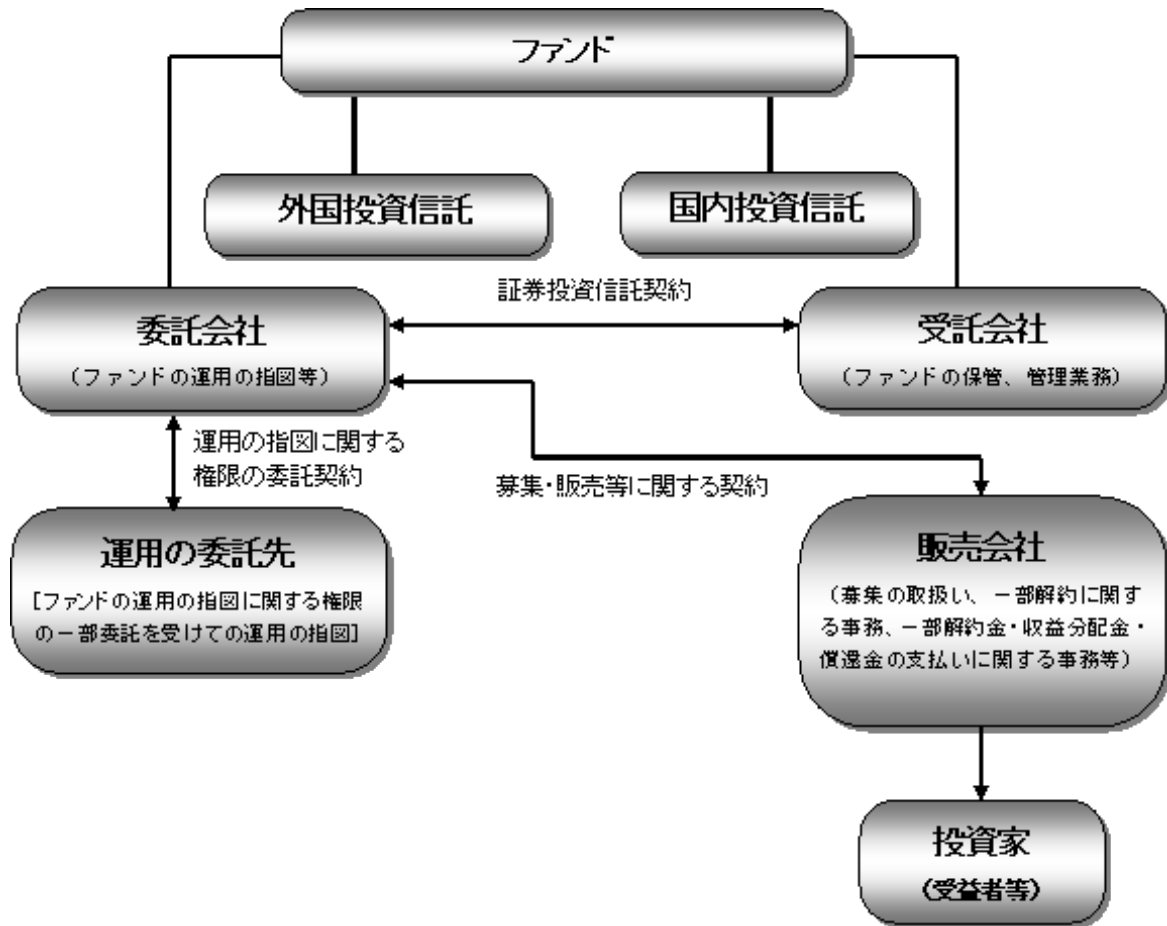 ファンド
外国投資信託
国内投資信託
証券投資信託契約
委託会社
（ファンドの運用の指図等）
受託会社
（ファンドの保管、管理業務）
運用の指図に関する
権限の委託契約
募集・販売等に関する契約
運用の委託先
［ファンドの運用の指図に関する権限
の一部委託を受けての運用の指図］
販売会社
（募集の取扱い、一部解約に関す
る事務、一部解約金・収益分配金・
償還金の支払いに関する事務等）
投資家
（受益者等）